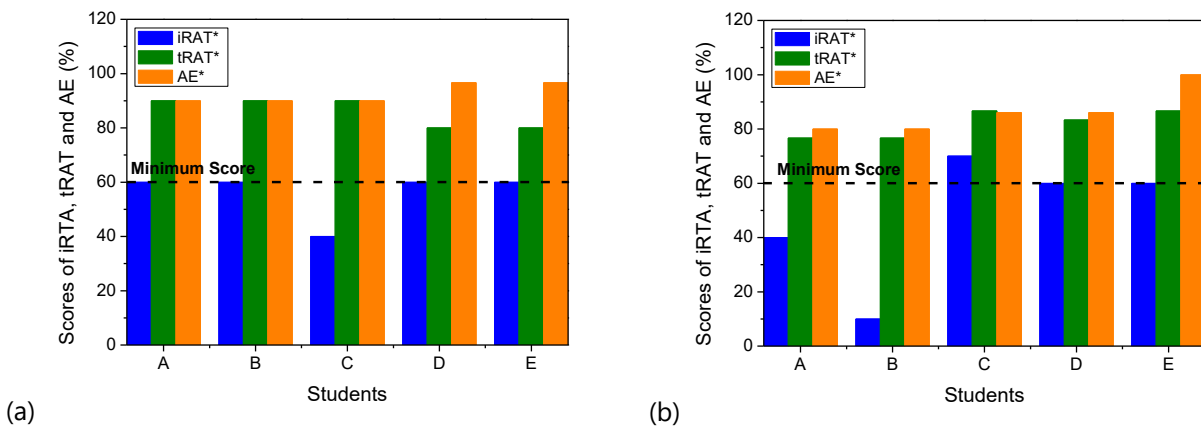 120
100
80
60
40
20
0
Scores of iRTA, tRAT and AE (%)
iRAT*
tRAT*
AE*
Minimum Score
A B C D E
Students
(a)
120
100
80
60
40
20
0
Scores of iRTA, tRAT and AE (%)
iRAT*
tRAT*
AE*
Minimum Score
A B C D E
Students
(b)